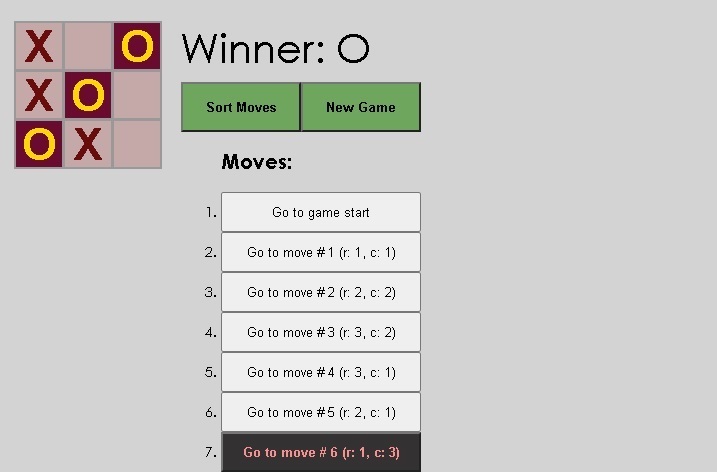 X O
X O
O X
Winner: O
Sort Moves New Game
Moves:
1. Go to game start
2. Go to move #1 (r: 1, c: 1)
3. Go to move #2 (r: 2, c: 2)
4. Go to move #3 (r: 3, c: 2)
5. Go to move #4 (r: 3, c: 1)
6. Go to move #5 (r: 2, c: 1)
7. Go to move # 6 (r: 1, c: 3)